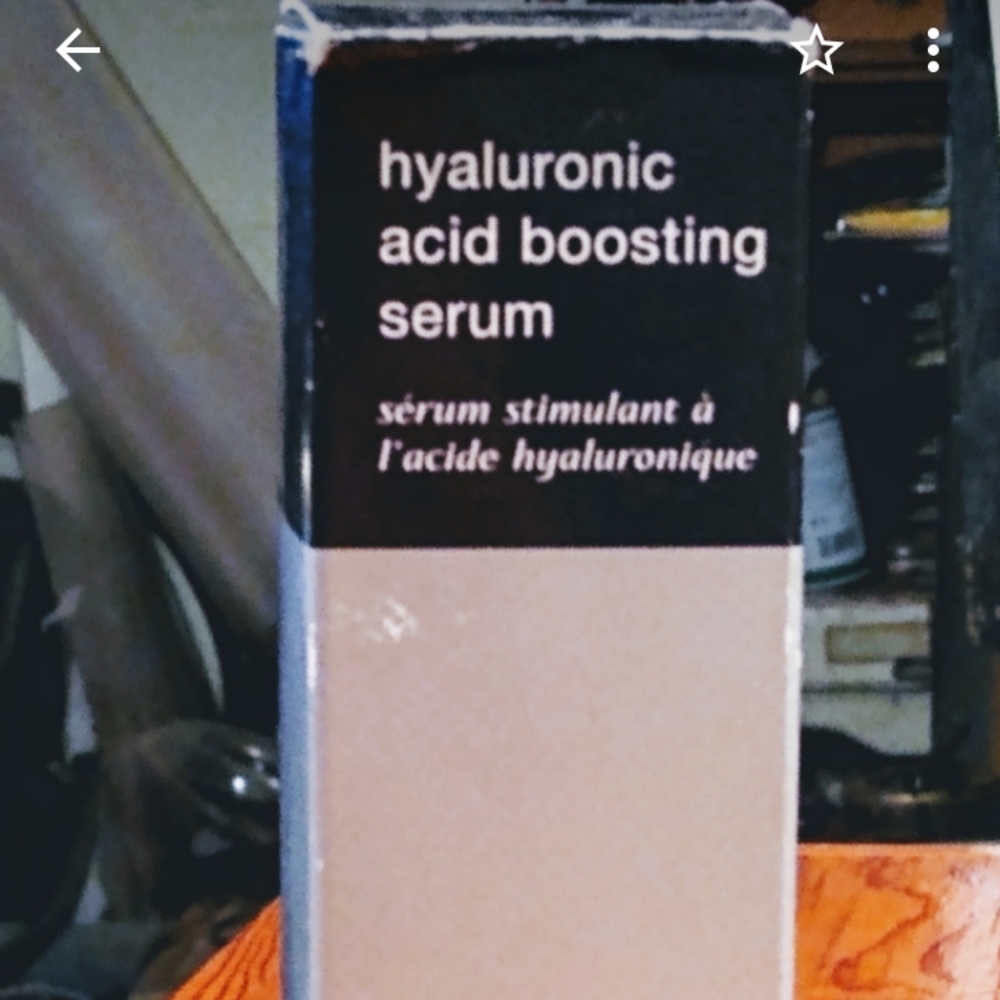 hyaluronic
acid boosting
serum
sérum stimulant à
l'acide hyaluronique